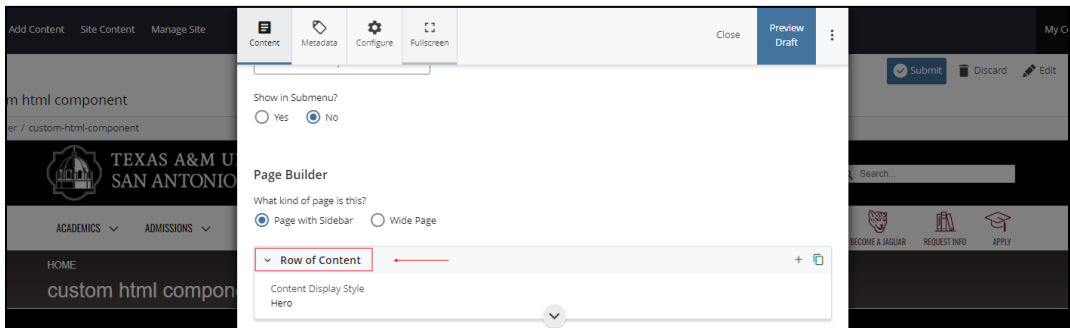 Add Content Site Content Manage Site
Content Metadata Configure Fullscreen
Close Preview Draft
My
Submit Discard Edit
m html component
Show in Submenu?
Yes No
er / custom-html-component
TEXAS A&M U
SAN ANTONIO
Search...
Page Builder
What kind of page is this?
Page with Sidebar Wide Page
ACADEMICS ADMISSIONS
BECOME A JAGUAR REQUEST INFO APPLY
Row of Content
HOME
custom html compon
Content Display Style
Hero